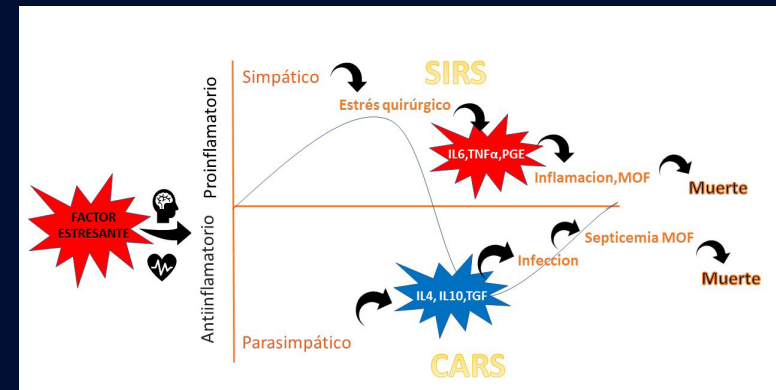 SIRS
Simpático
Estrés quirúrgico
Proinflamatorio
IL6,TNFα,PGE
Inflamacion,MOF
Muerte
FACTOR
ESTRESANTE
Antiinflamatorio
Septicemia MOF
Infeccion
Muerte
IL4, IL10,TGF
Parasimpático
CARS